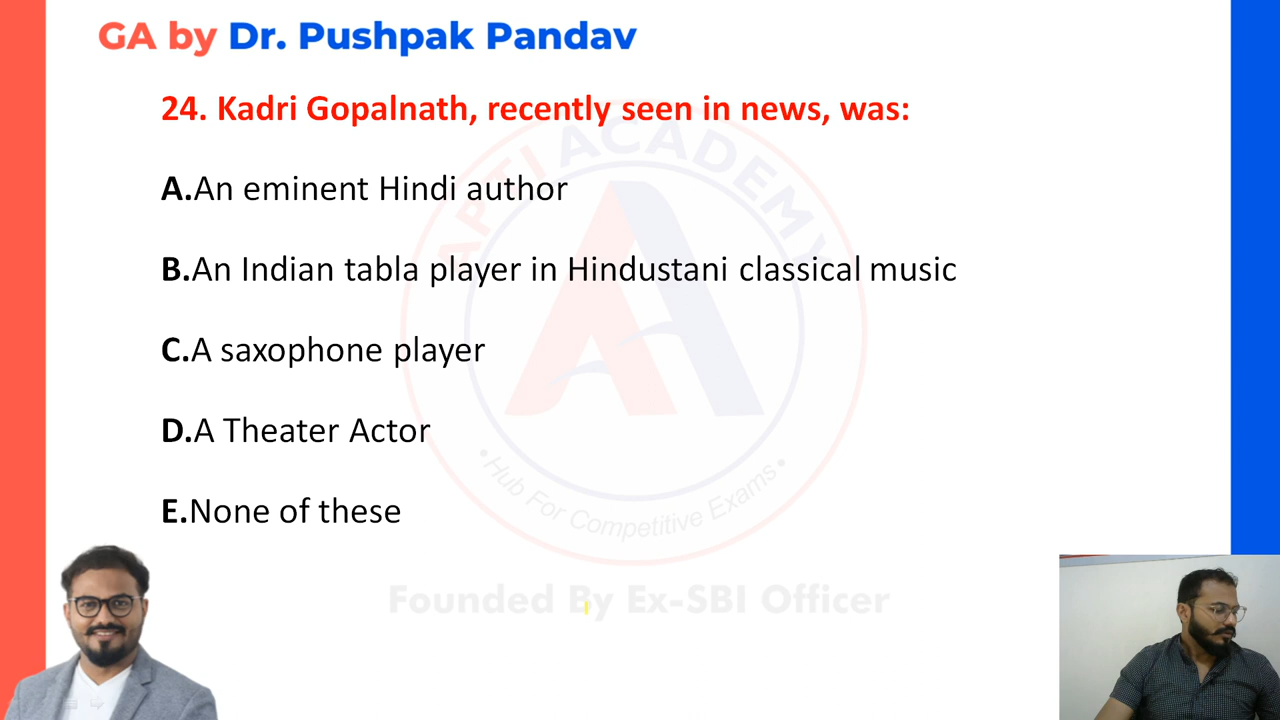 GA by Dr. Pushpak Pandav
24. Kadri Gopalnath, recently seen in news, was:
A.An eminent Hindi author
B.An Indian tabla player in Hindustani classical music
C.A saxophone player
D.A Theater Actor
E.None of these
APTI ACADEMY
•Hub For Competitive Exams•
Founded By Ex-SBI Officer